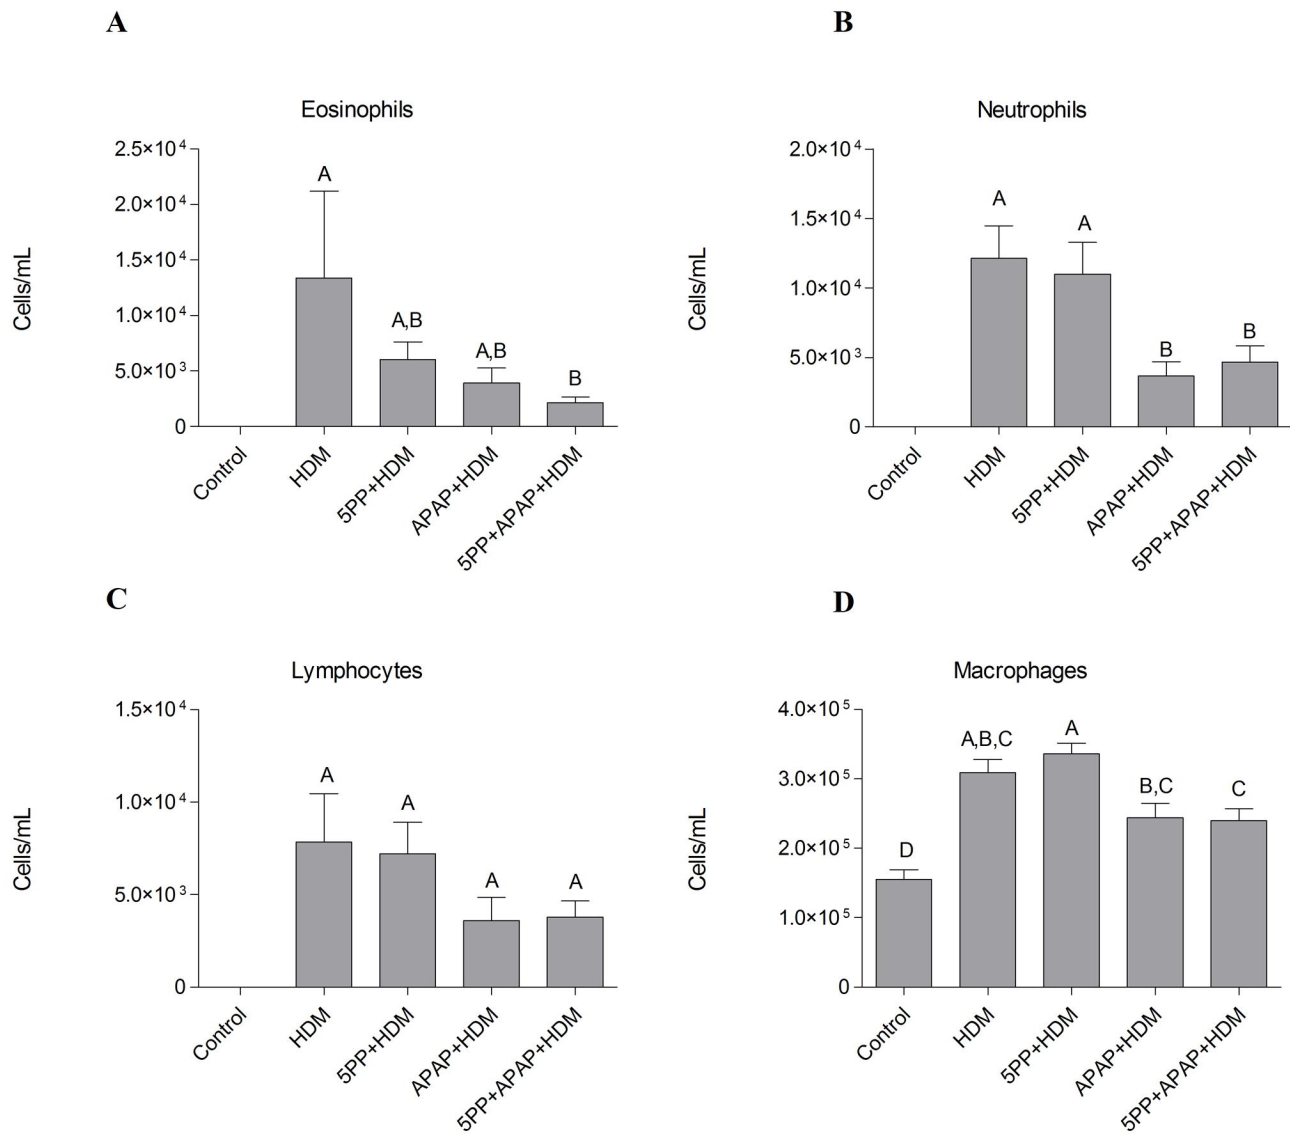 A
Eosinophils
Cells/mL
2.5×10⁴
2.0×10⁴
1.5×10⁴
1.0×10⁴
5.0×10³
0
A
A,B
A,B
B
Control
HDM
5PP+HDM
APAP+HDM
5PP+APAP+HDM
B
Neutrophils
Cells/mL
2.0×10⁴
1.5×10⁴
1.0×10⁴
5.0×10³
0
A
A
B
B
Control
HDM
5PP+HDM
APAP+HDM
5PP+APAP+HDM
C
Lymphocytes
Cells/mL
1.5×10⁴
1.0×10⁴
5.0×10³
0
A
A
A
A
Control
HDM
5PP+HDM
APAP+HDM
5PP+APAP+HDM
D
Macrophages
Cells/mL
4.0×10⁵
3.0×10⁵
2.0×10⁵
1.0×10⁵
0
D
A,B,C
A
B,C
C
Control
HDM
5PP+HDM
APAP+HDM
5PP+APAP+HDM